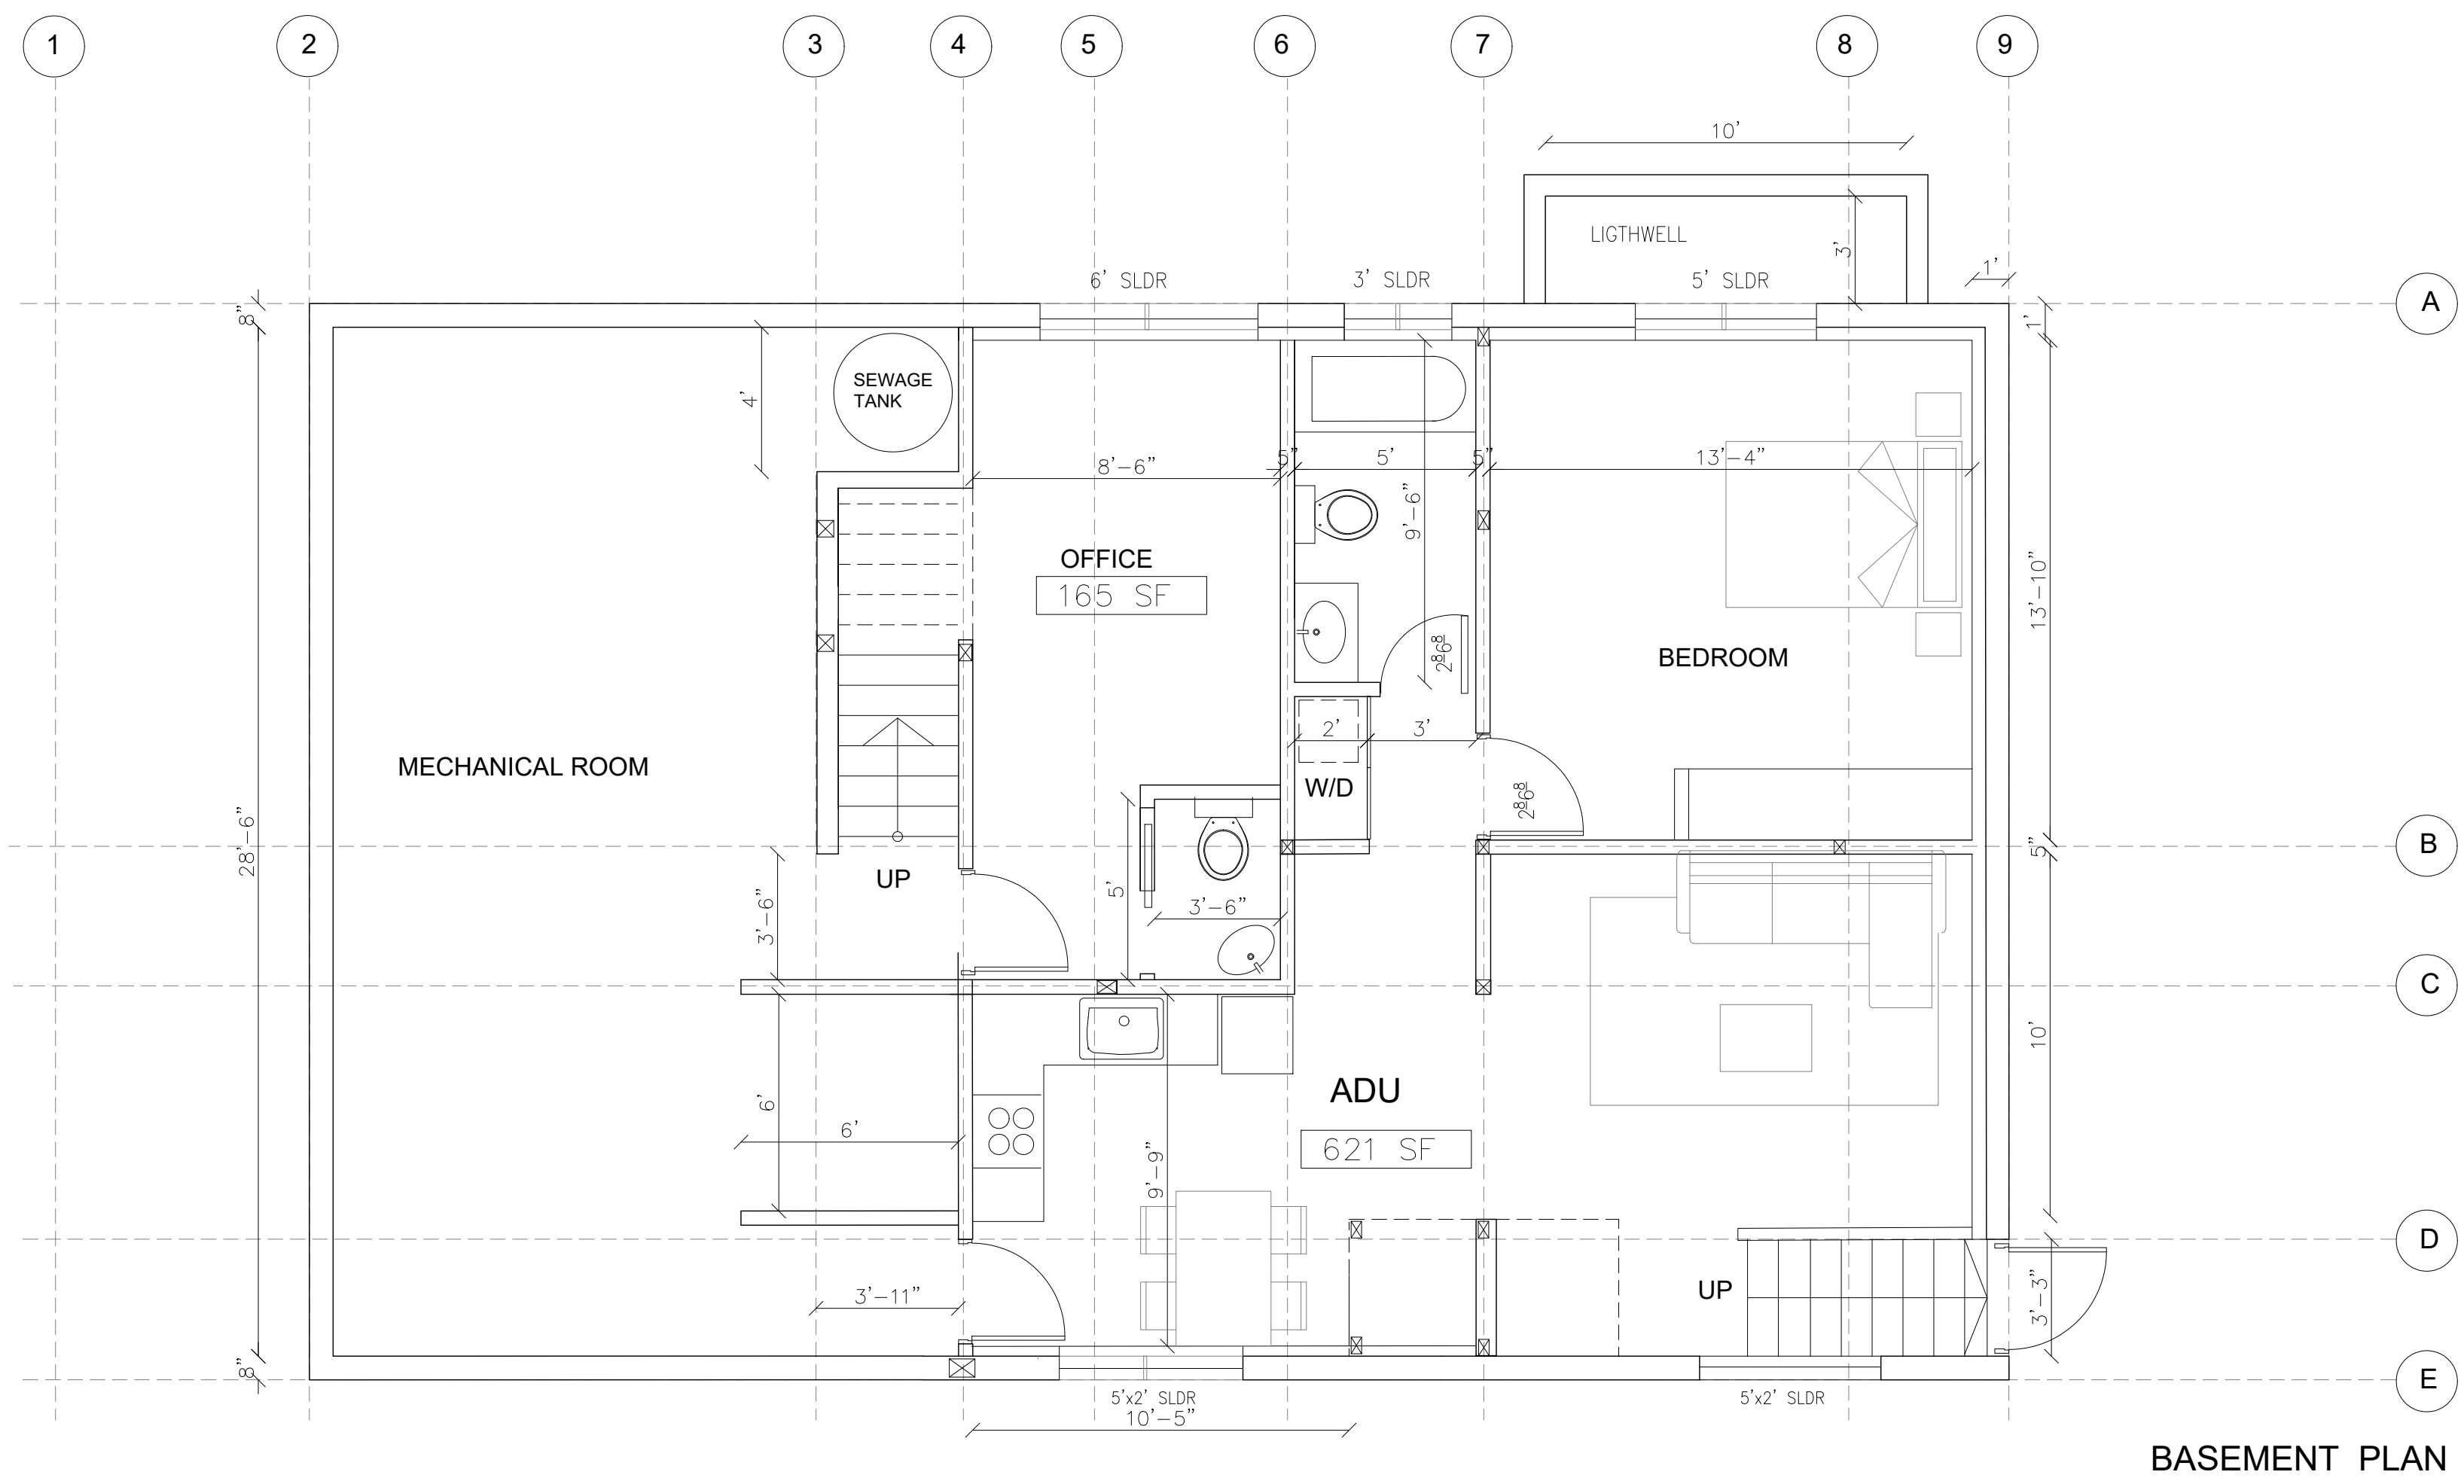 1
2
3
4
5
6
7
8
9
10'
LIGTHWELL
3'
1'
6' SLDR
3' SLDR
5' SLDR
A
8"
1'
4'
SEWAGE
TANK
8'-6"
5"
5'
5"
13'-4"
9'-6"
OFFICE
165 SF
13'-10"
2868
BEDROOM
2'
3'
MECHANICAL ROOM
W/D
2868
28'-6"
B
5"
UP
5'
3'-6"
3'-6"
C
10'
ADU
6'
6'
621 SF
9'-9"
D
3'-11"
UP
3'-3"
8"
E
5'x2' SLDR
5'x2' SLDR
10'-5"
BASEMENT PLAN